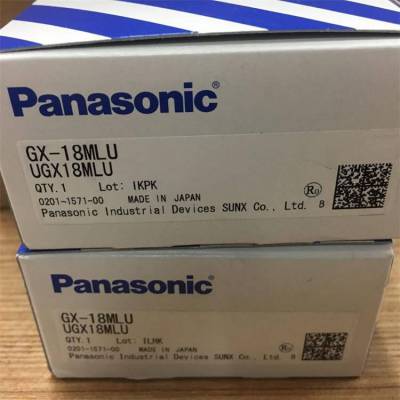 Panasonic®
GX-18MLU
UGX18MLU
QTY.1 Lot: IKPK
0201-1571-00 MADE IN JAPAN
Panasonic Industrial Devices SUNX Co., Ltd. B
Ro
Panasonic®
GX-18MLU
UGX18MLU
QTY.1 Lot:
0201-1571-00 MADE IN JAPAN
Panasonic Industrial Devices SUNX Co., Ltd. B
Ro